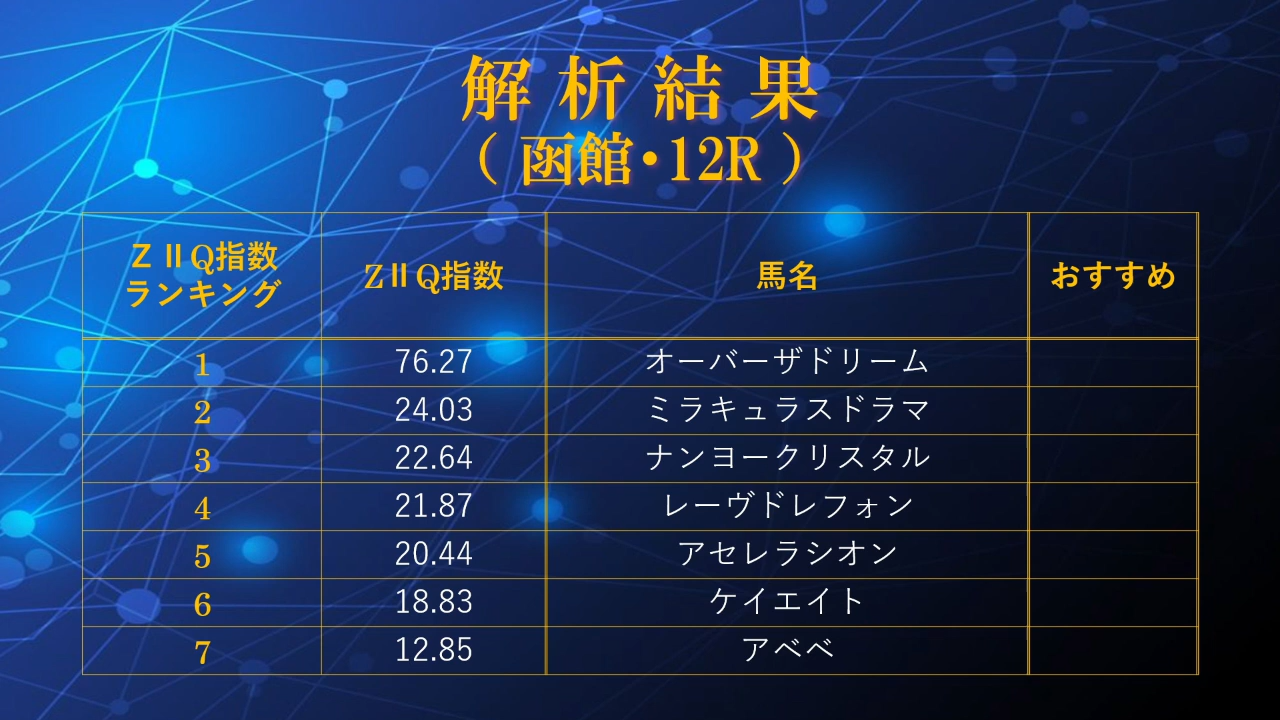 解析結果
（函館・12R）
ＺⅡQ指数
ランキング
ZⅡQ指数
馬名
おすすめ
1 76.27 オーバーザドリーム
2 24.03 ミラキュラスドラマ
3 22.64 ナンヨークリスタル
4 21.87 レーヴドレフォン
5 20.44 アセレラシオン
6 18.83 ケイエイト
7 12.85 アベベ